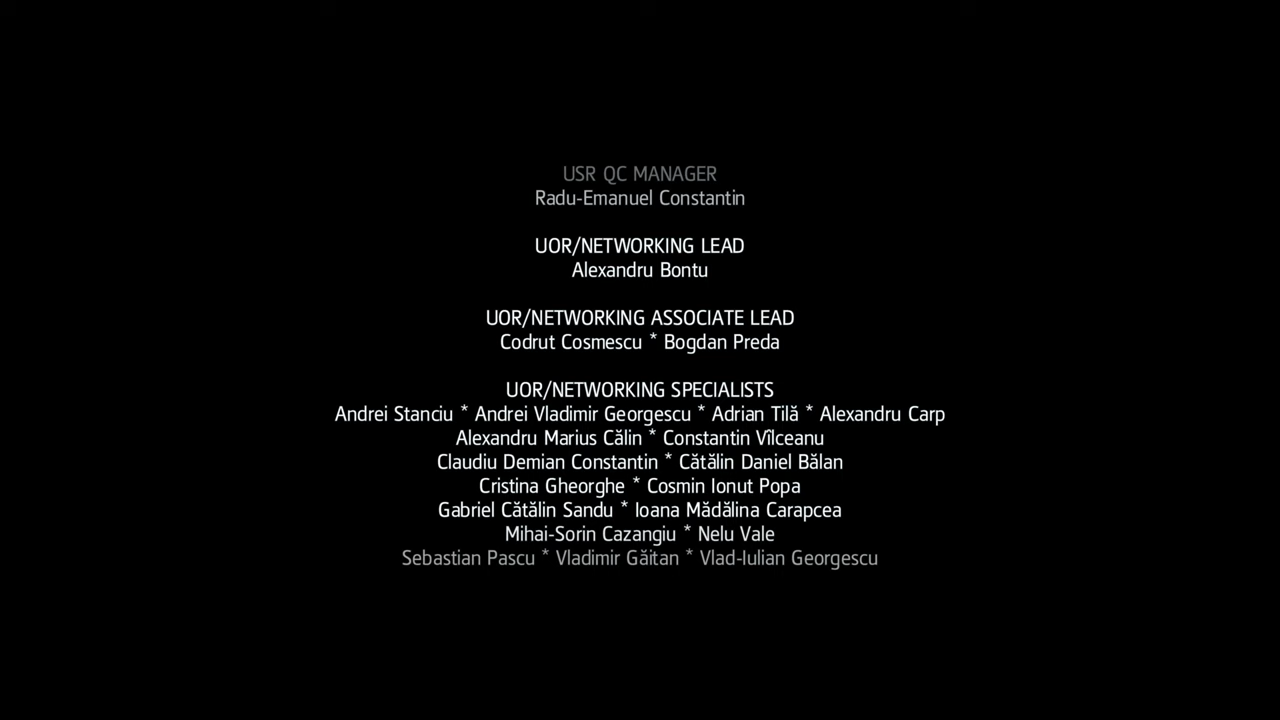 USR QC MANAGER
Radu-Emanuel Constantin
UOR/NETWORKING LEAD
Alexandru Bontu
UOR/NETWORKING ASSOCIATE LEAD
Codrut Cosmescu * Bogdan Preda
UOR/NETWORKING SPECIALISTS
Andrei Stanciu * Andrei Vladimir Georgescu * Adrian Tilă * Alexandru Carp
Alexandru Marius Călin * Constantin Vîlceanu
Claudiu Demian Constantin * Cătălin Daniel Bălan
Cristina Gheorghe * Cosmin Ionut Popa
Gabriel Cătălin Sandu * Ioana Mădălina Carapcea
Mihai-Sorin Cazangiu * Nelu Vale
Sebastian Pascu * Vladimir Găitan * Vlad-Iulian Georgescu